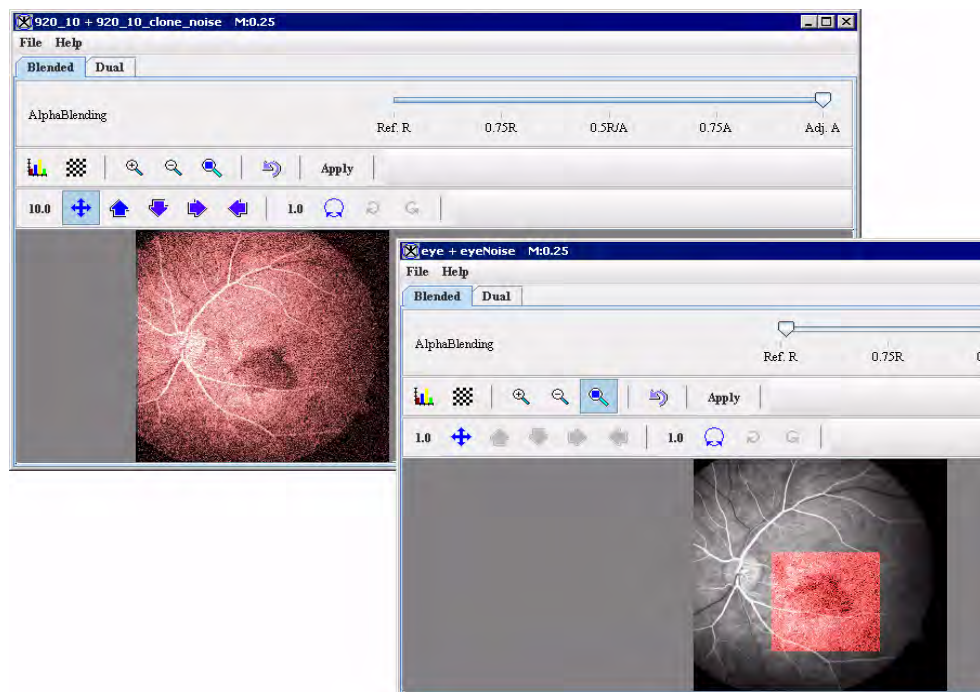 920_10 + 920_10_clone_noise M:0.25
File Help
Blended Dual
AlphaBlending
Ref. R 0.75R 0.5R/A 0.75A Adj. A
Apply
10.0 1.0
eye + eyeNoise M:0.25
File Help
Blended Dual
AlphaBlending
Ref. R 0.75R
Apply
1.0 1.0